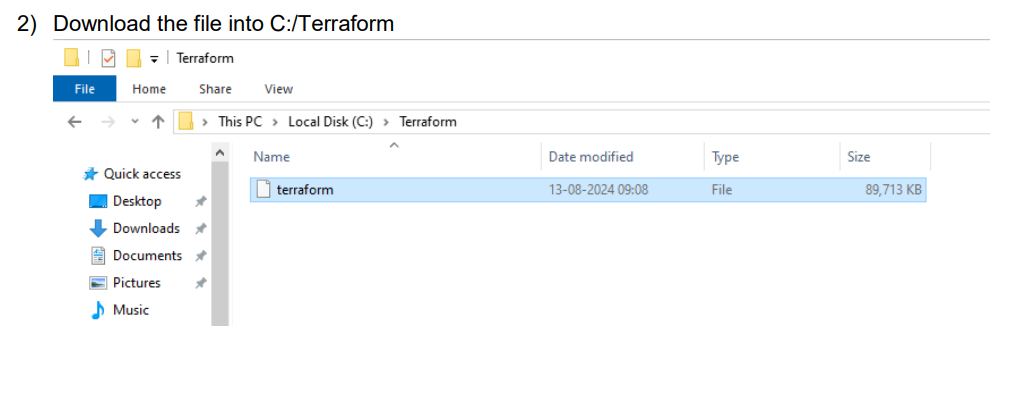 2) Download the file into C:/Terraform
Terraform
File Home Share View
This PC > Local Disk (C:) > Terraform
Name Date modified Type Size
Quick access
terraform 13-08-2024 09:08 File 89,713 KB
Desktop
Downloads
Documents
Pictures
Music